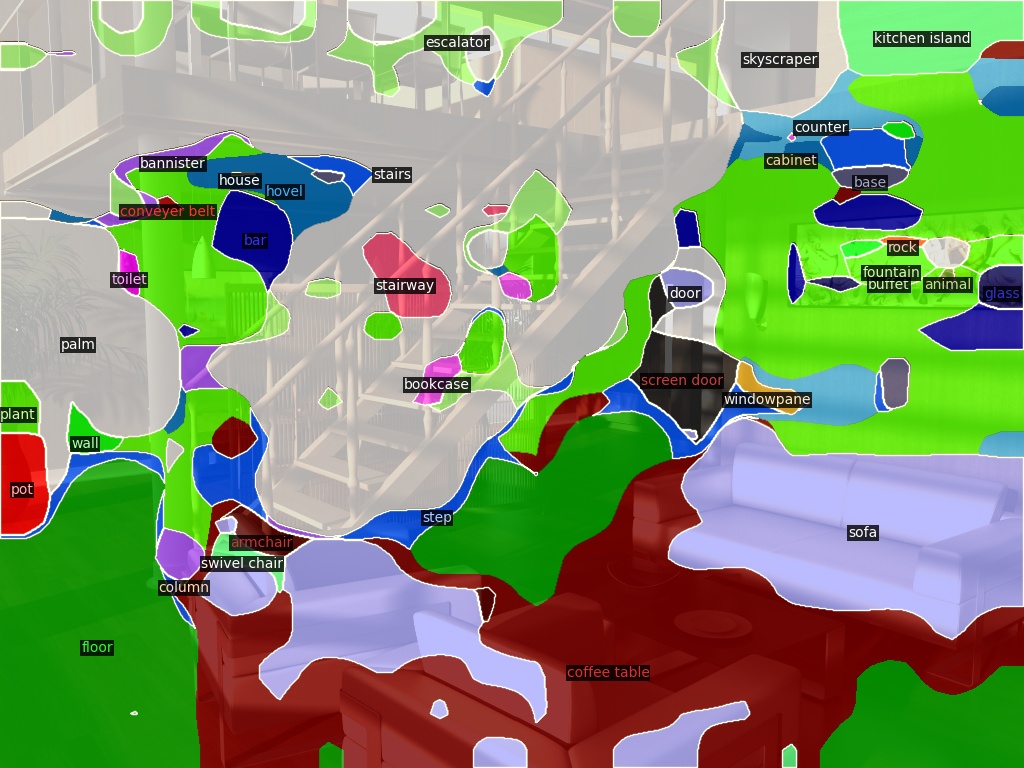 kitchen island
escalator
skyscraper
counter
bannister
cabinet
stairs
house
base
hovel
conveyer belt
bar
rock
toilet
fountain
stairway
buffet
animal
door
glass
palm
screen door
bookcase
windowpane
plant
wall
pot
step
sofa
armchair
swivel chair
column
floor
coffee table